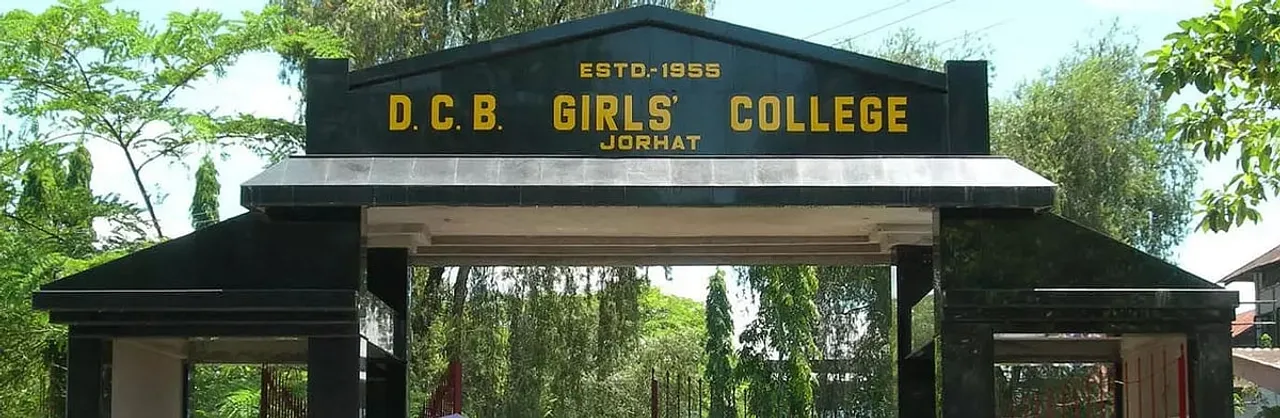 ESTD.-1955
D.C.B. GIRLS' COLLEGE
JORHAT